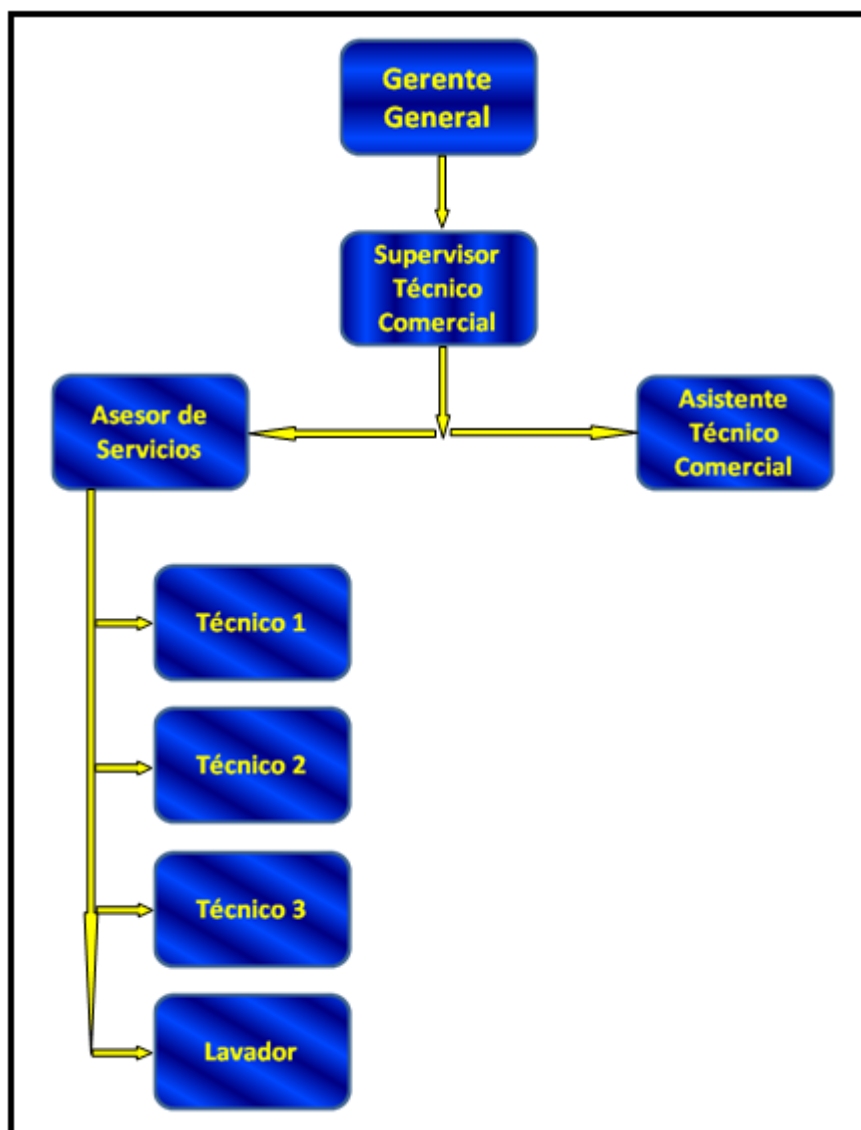 Gerente
General
Supervisor
Técnico
Comercial
Asesor de
Servicios
Asistente
Técnico
Comercial
Técnico 1
Técnico 2
Técnico 3
Lavador